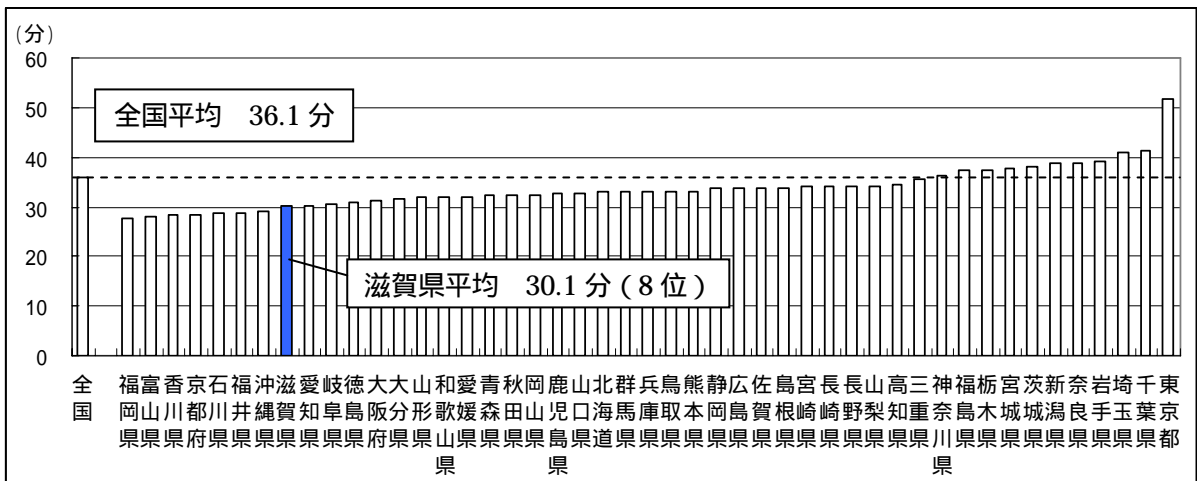 (分)
60
50
40
30
20
10
0
全国平均 36.1 分
滋賀県平均 30.1 分 ( 8 位 )
全国
福岡県
富山県
香川県
京都府
石川県
福井県
沖縄県
滋賀県
愛知県
岐阜県
徳島県
大阪府
大分県
山形県
和歌山県
愛媛県
青森県
秋田県
岡山県
鹿児島県
山口県
北海道
群馬県
兵庫県
鳥取県
熊本県
静岡県
広島県
佐賀県
島根県
宮崎県
長崎県
長野県
山梨県
高知県
三重県
神奈川県
福島県
栃木県
宮城県
茨城県
新潟県
奈良県
岩手県
埼玉県
千葉県
東京都